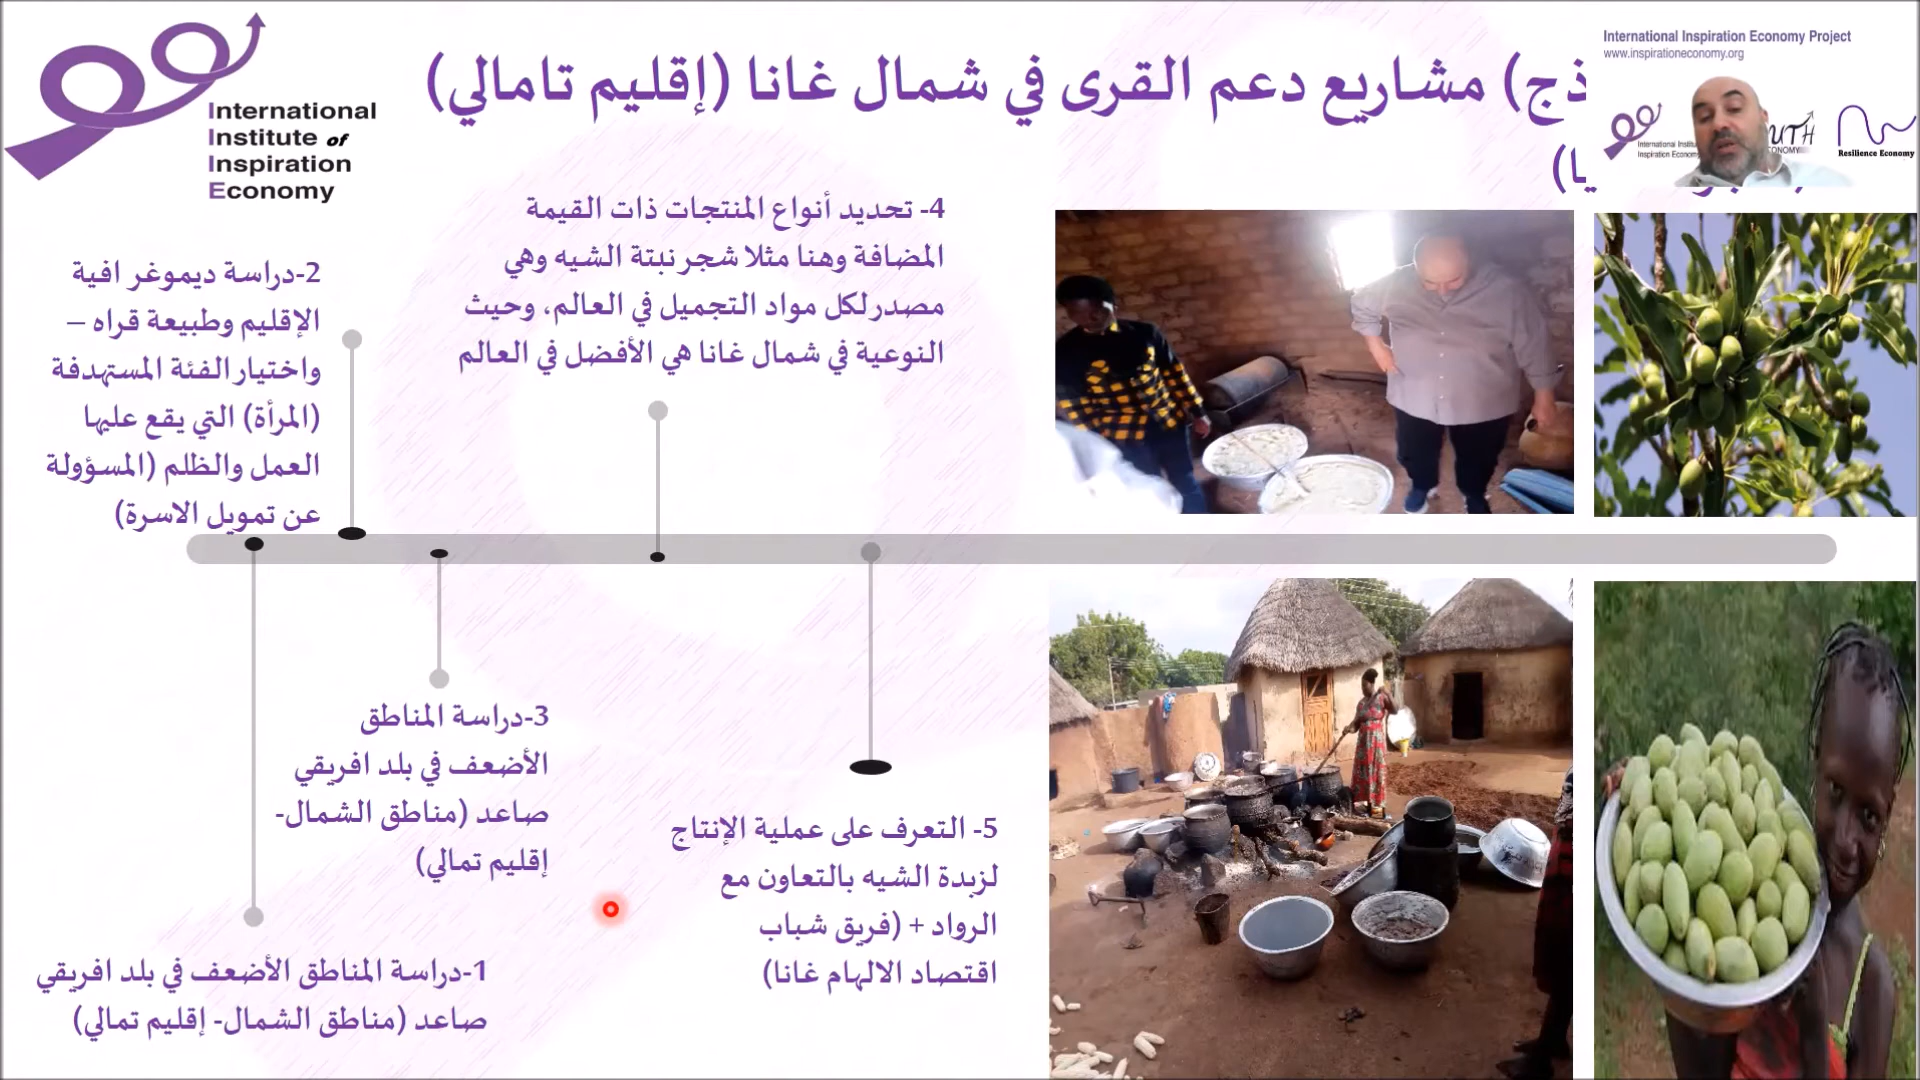 International
Institute of
Inspiration
Economy
مشاريع دعم القرى في شمال غانا (إقليم تامالي)
International Inspiration Economy Project
www.inspirationeconomy.org
Resilience Economy
4- تحديد أنواع المنتجات ذات القيمة
المضافة وهنا مثلا شجر نبتة الشيه وهي
مصدر لكل مواد التجميل في العالم، وحيث
النوعية في شمال غانا هي الأفضل في العالم
2-دراسة ديموغرافية
الإقليم وطبيعة قراه –
واختيار الفئة المستهدفة
(المرأة) التي يقع عليها
العمل والظلم (المسؤولة
عن تمويل الاسرة)
3-دراسة المناطق
الأضعف في بلد افريقي
صاعد (مناطق الشمال-
إقليم تمالي)
5- التعرف على عملية الإنتاج
لزبدة الشيه بالتعاون مع
الرواد + (فريق شباب
اقتصاد الالهام غانا)
1-دراسة المناطق الأضعف في بلد افريقي
صاعد (مناطق الشمال- إقليم تمالي)